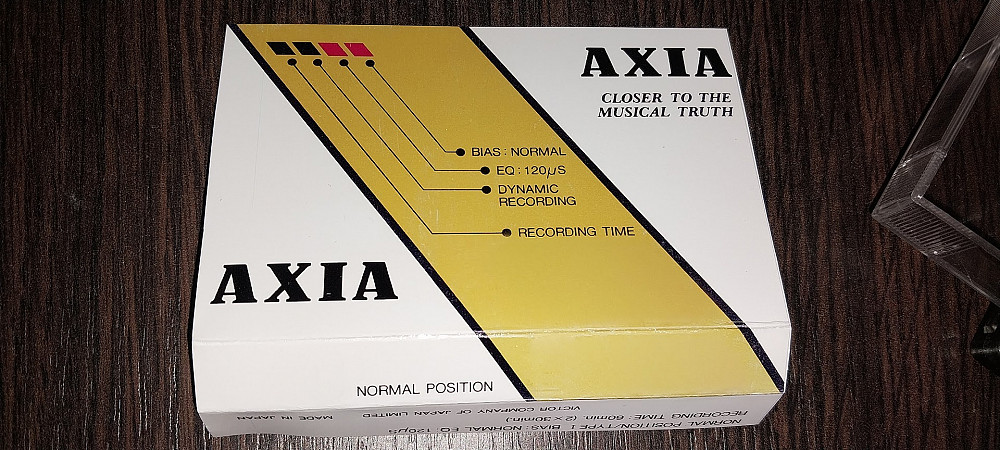 AXIA
CLOSER TO THE
MUSICAL TRUTH
BIAS : NORMAL
EQ : 120μS
DYNAMIC
RECORDING
RECORDING TIME
AXIA
NORMAL POSITION
NORMAL POSITION/TYPE I BIAS: NORMAL EQ: 120μS
RECORDING TIME: 60min. (2×30min.)
VICTOR COMPANY OF JAPAN LIMITED MADE IN JAPAN